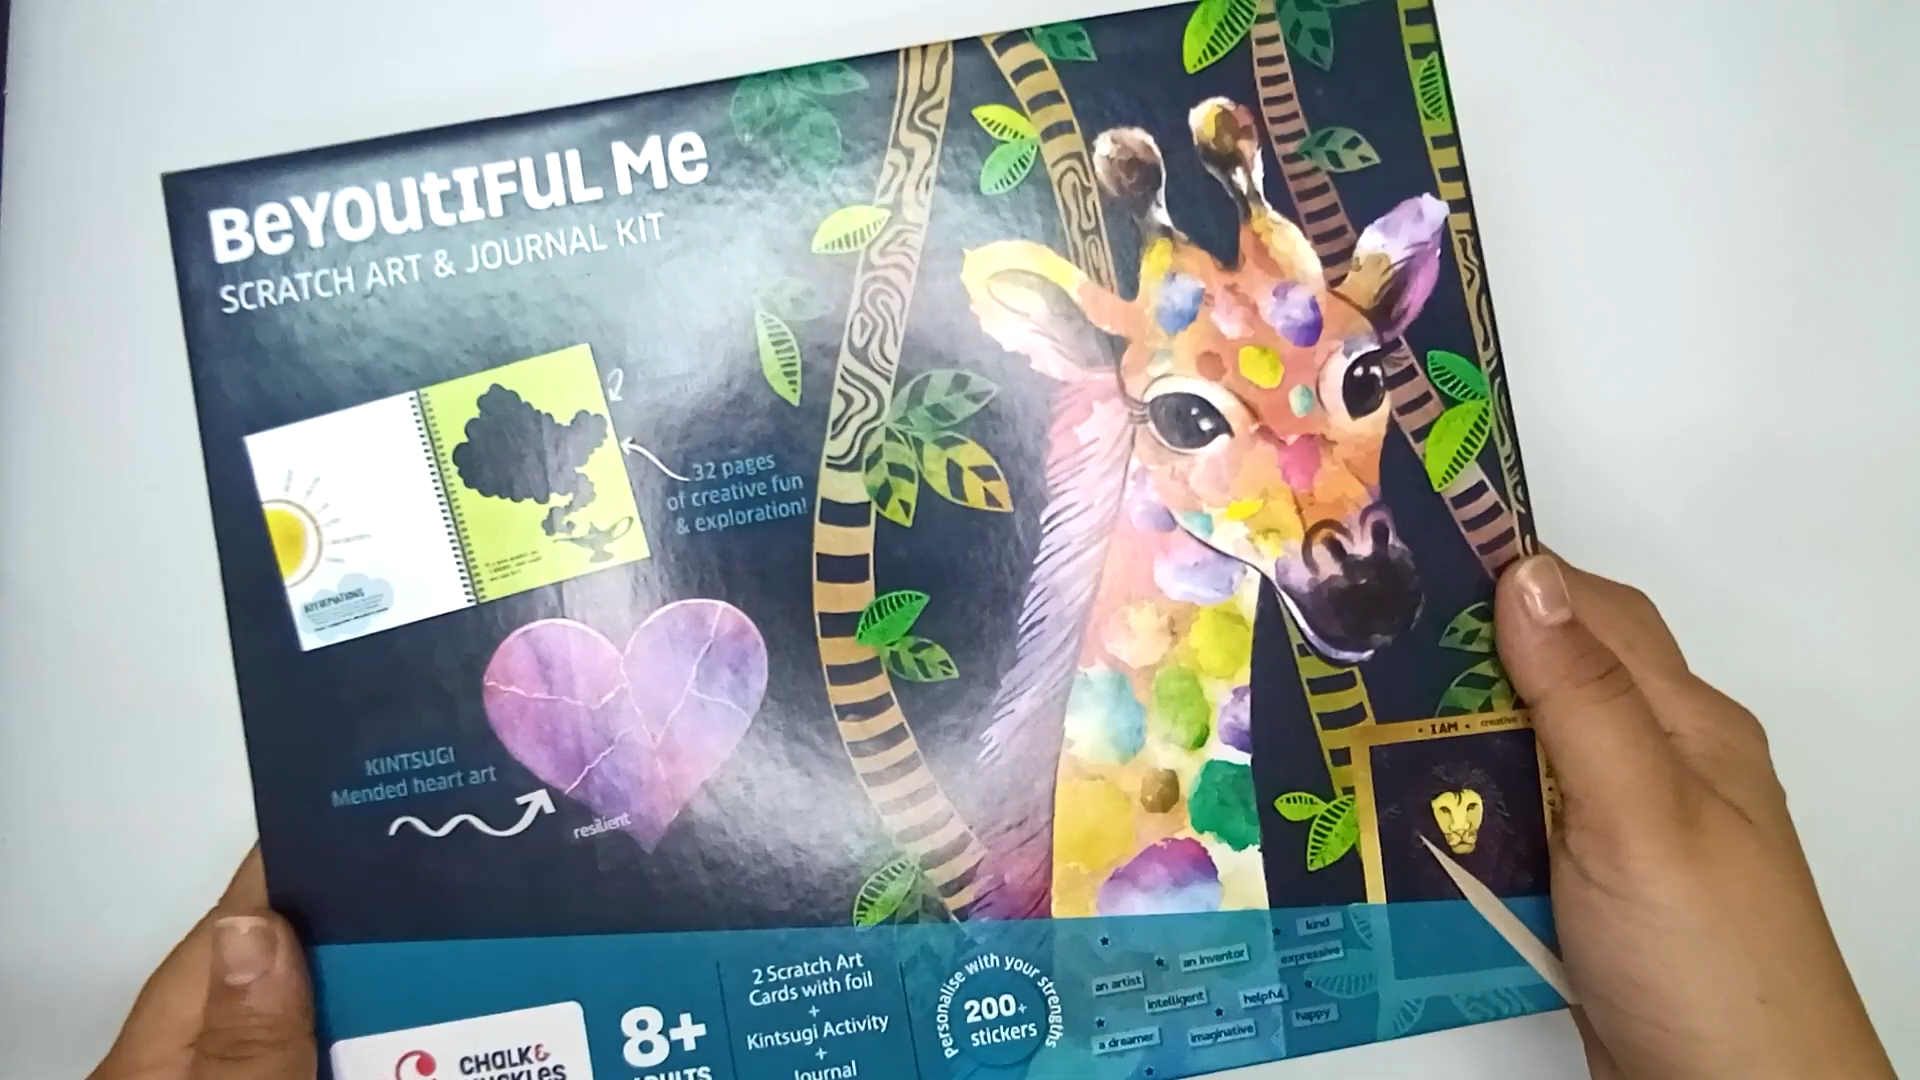 BeYOUtIFUL Me
SCRATCH ART & JOURNAL KIT
32 pages
of creative fun
& exploration!
KINTSUGI
Mended heart art
resilient
• I AM •
creative
8+
ADULTS
2 Scratch Art
Cards with foil
+
Kintsugi Activity
+
Journal
Personalise with your strengths
200+
stickers
kind
an inventor
expressive
an artist
intelligent
helpful
happy
a dreamer
imaginative
CHALK&